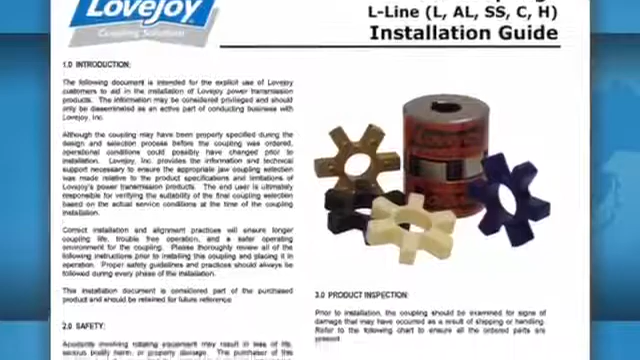 Lovejoy
Coupling Solutions
L-Line (L, AL, SS, C, H)
Installation Guide
1.0 INTRODUCTION:
The following document is intended for the explicit use of Lovejoy
customers to aid in the installation of Lovejoy power transmission
products. The information may be considered privileged and should
only be disseminated as an active part of conducting business with
Lovejoy, Inc.
Although the coupling may have been properly specified during the
design and selection process before the coupling was ordered,
operational conditions could possibly have changed prior to
installation. Lovejoy, Inc. provides the information and technical
support necessary to ensure the appropriate jaw coupling selection
was made relative to the product specifications and limitations of
Lovejoy's power transmission products. The end user is ultimately
responsible for verifying the suitability of the final coupling selection
based on the actual service conditions at the time of the coupling
installation.
Correct installation and alignment practices will ensure longer
coupling life, trouble free operation, and a safer operating
environment for the coupling. Please thoroughly review all of the
following instructions prior to installing this coupling and placing it in
operation. Proper safety guidelines and practices should always be
followed during every phase of the installation.
This installation document is considered part of the purchased
product and should be retained for future reference.
2.0 SAFETY:
Accidents involving rotating equipment may result in loss of life,
serious bodily harm, or property damage. The purchaser of this
3.0 PRODUCT INSPECTION:
Prior to installation, the coupling should be examined for signs of
damage that may have occurred as a result of shipping or handling.
Refer to the following chart to ensure all the ordered parts are
present.